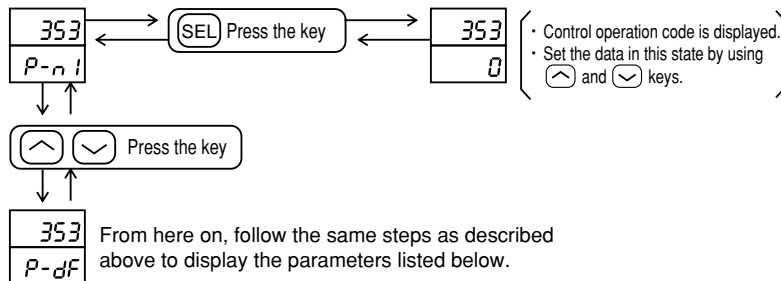 353
P-n1
SEL Press the key
353
0
・Control operation code is displayed.
・Set the data in this state by using
and keys.
Press the key
353
P-dF
From here on, follow the same steps as described
above to display the parameters listed below.